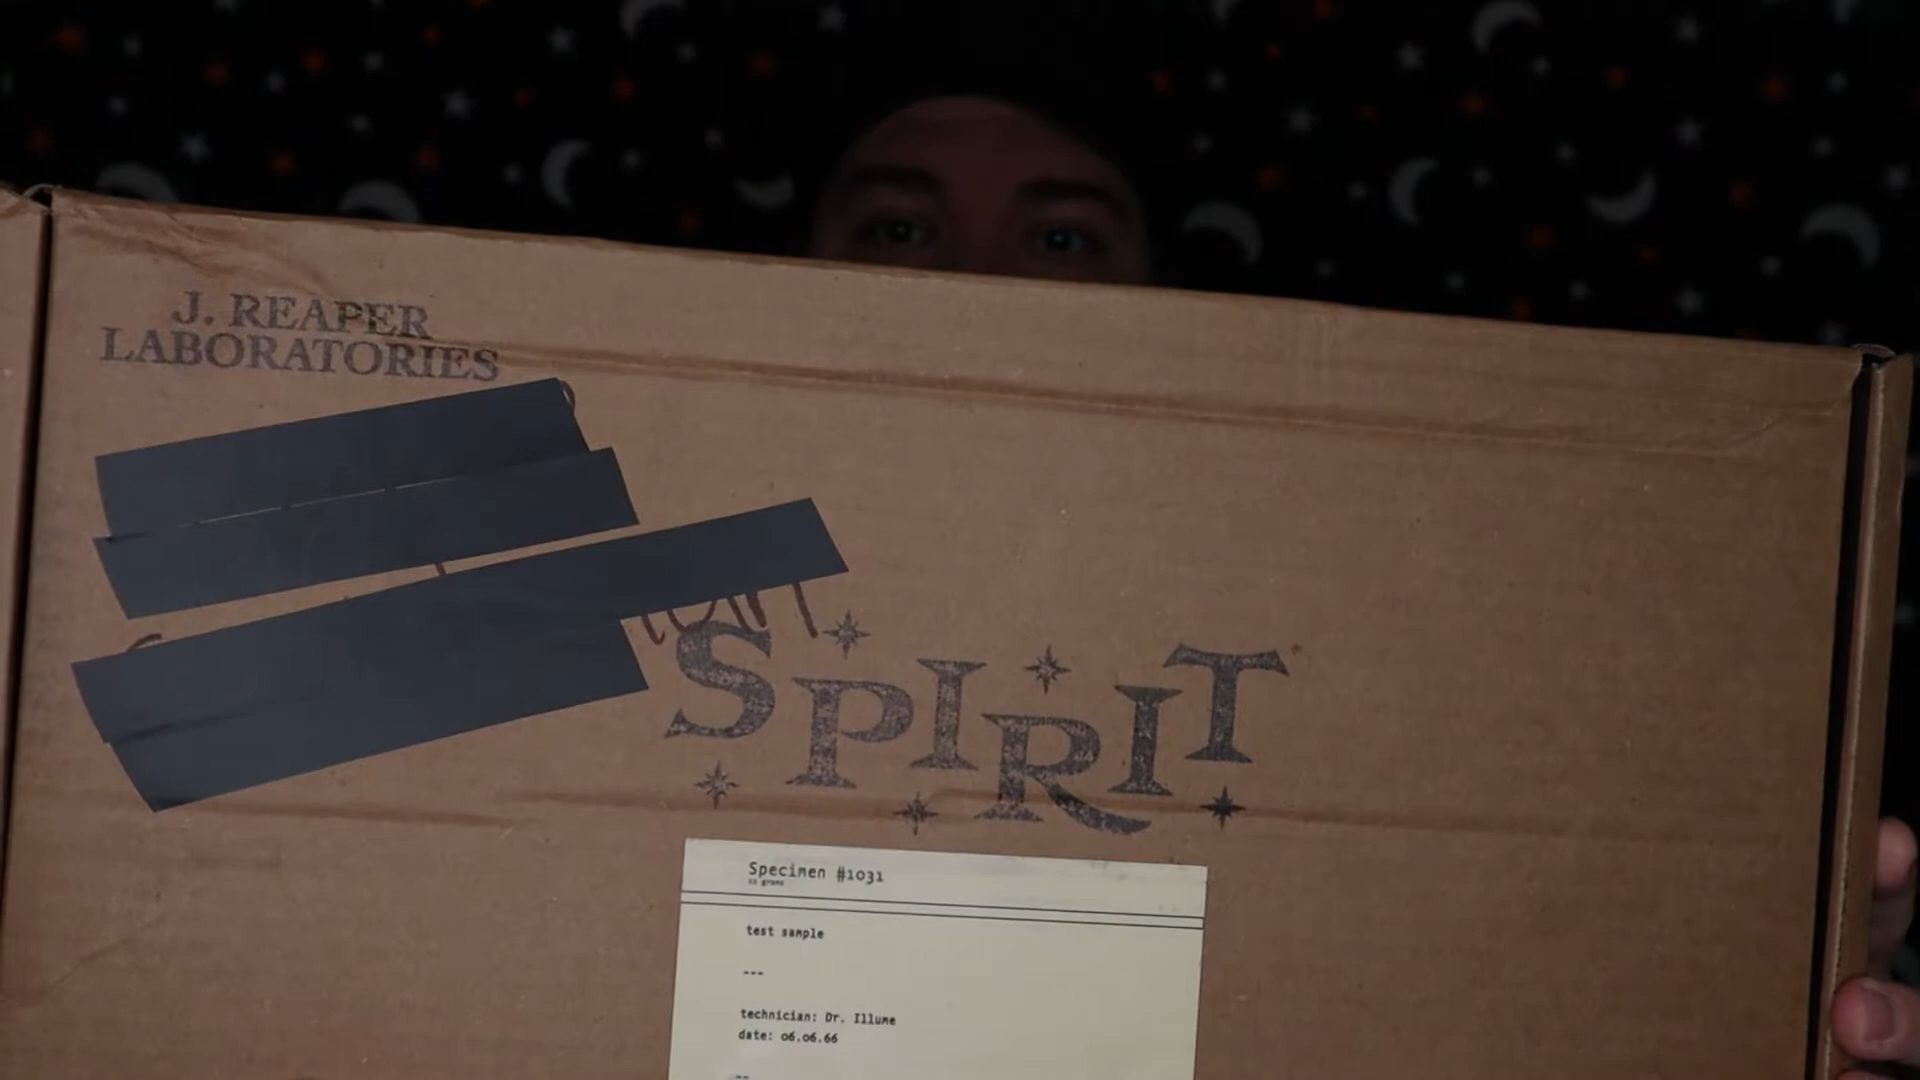 J. REAPER
LABORATORIES
SPIRIT
Specimen #1031
test sample
---
technician: Dr. Illume
date: 06.06.66
--